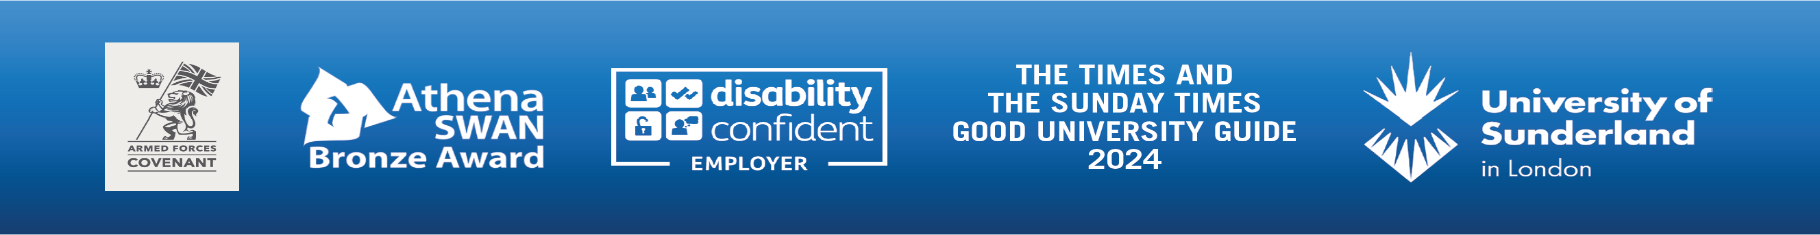 ARMED FORCES
COVENANT
Athena
SWAN
Bronze Award
disability
confident
EMPLOYER
THE TIMES AND
THE SUNDAY TIMES
GOOD UNIVERSITY GUIDE
2024
University of
Sunderland
in London